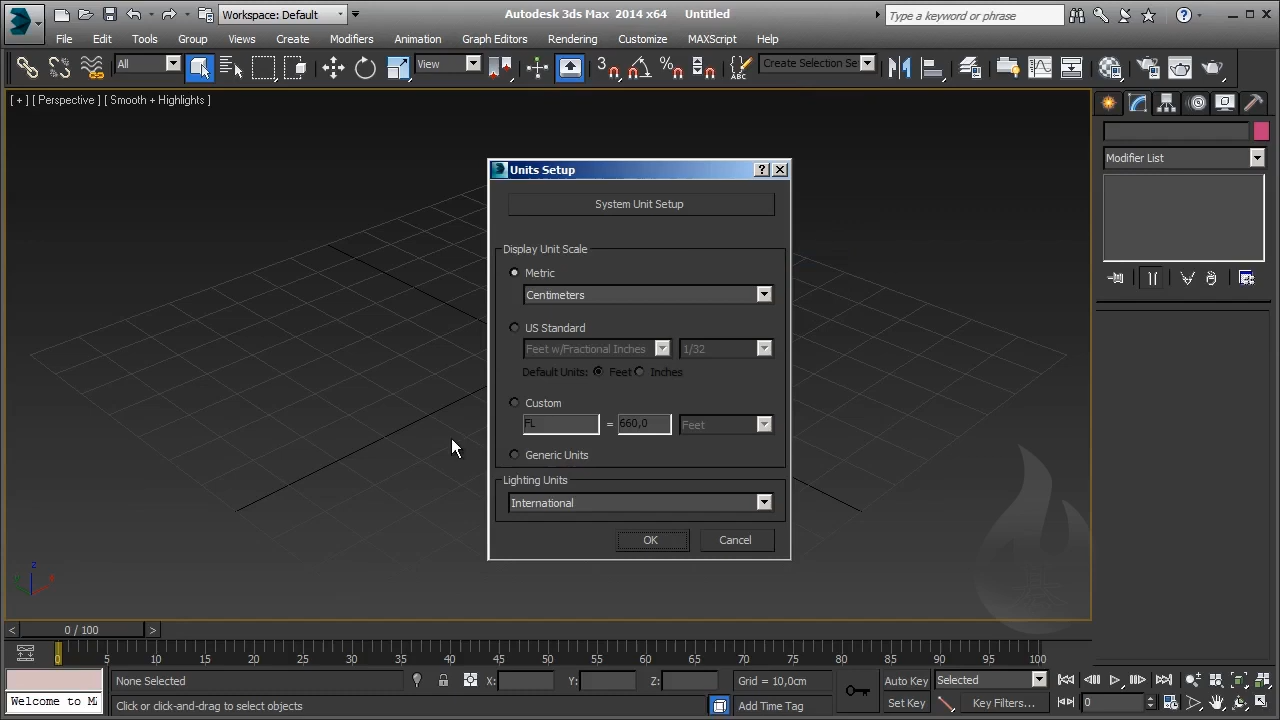 Workspace: Default
Autodesk 3ds Max 2014 x64 Untitled
Type a keyword or phrase
File Edit Tools Group Views Create Modifiers Animation Graph Editors Rendering Customize MAXScript Help
All
View
3
Create Selection Se
[ + ] [ Perspective ] [ Smooth + Highlights ]
Modifier List
Units Setup
System Unit Setup
Display Unit Scale
Metric
Centimeters
US Standard
Feet w/Fractional Inches 1/32
Default Units: Feet Inches
Custom
FL = 660,0 Feet
Generic Units
Lighting Units
International
OK Cancel
z
x
0 / 100
0 5 10 15 20 25 30 35 40 45 50 55 60 65 70 75 80 85 90 95 100
None Selected X: Y: Z: Grid = 10,0cm Auto Key Selected
Welcome to Click or click-and-drag to select objects Add Time Tag Set Key Key Filters... 0